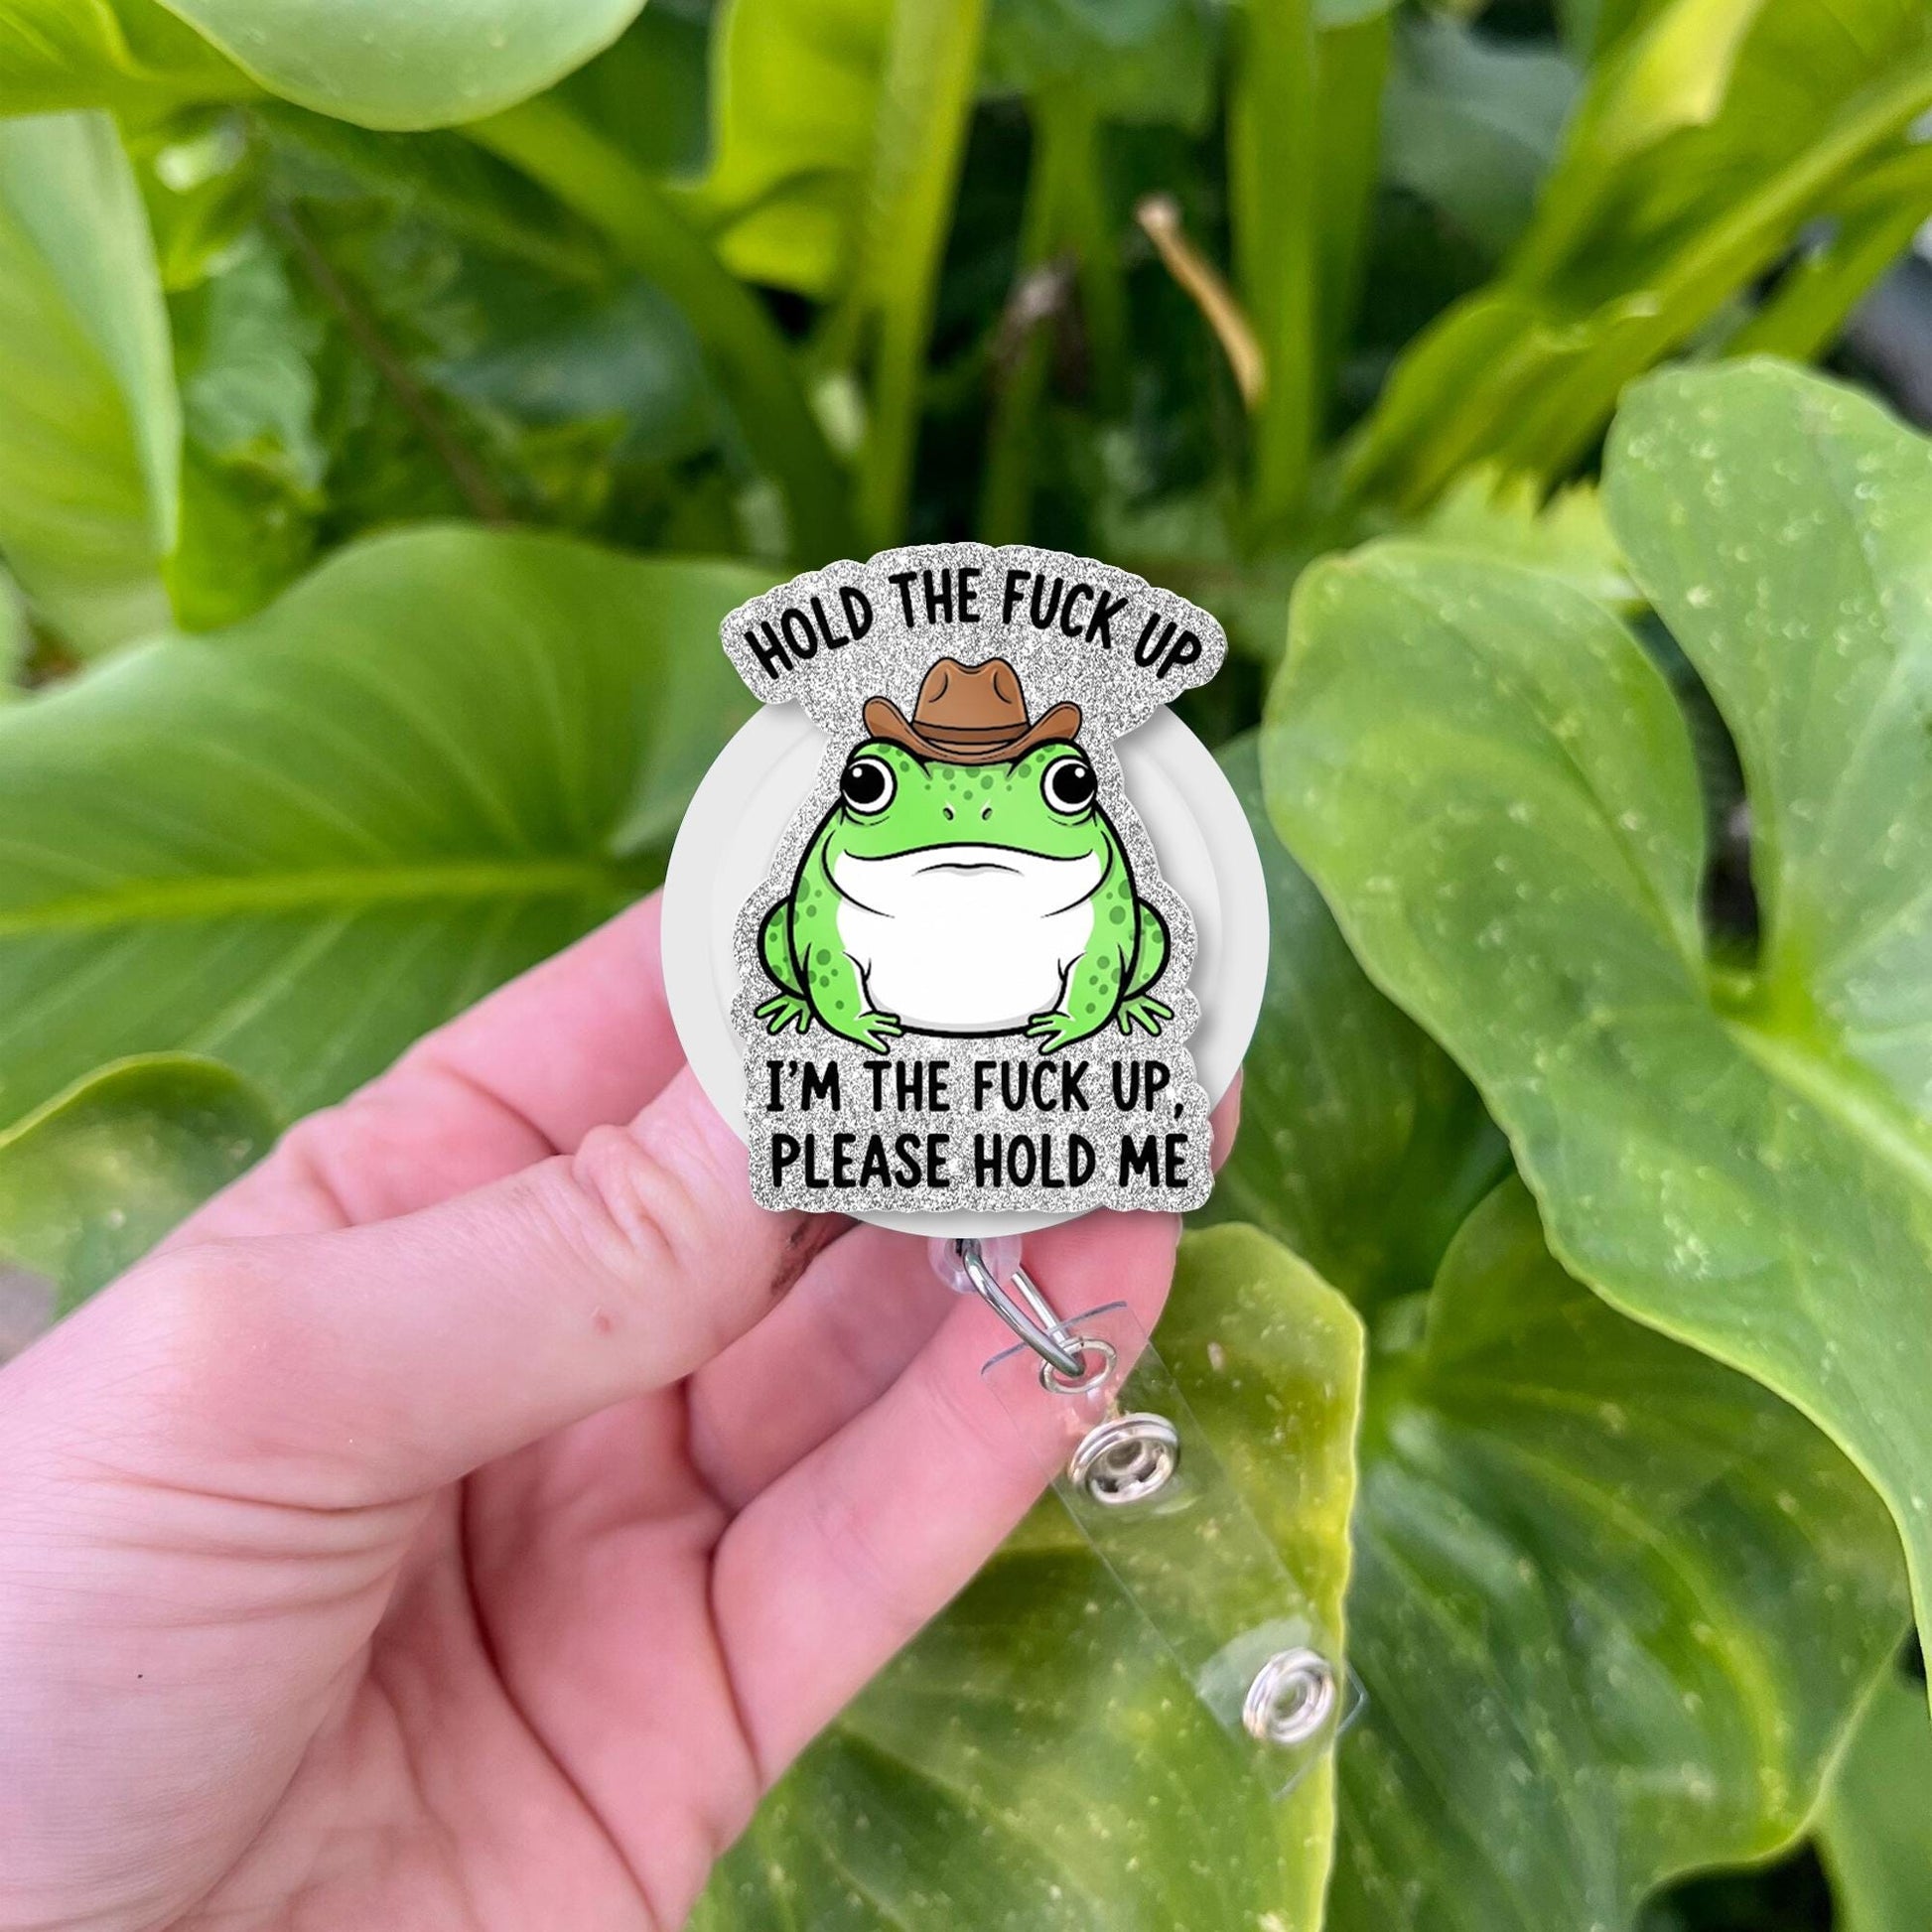 HOLD THE FUCK UP
I'M THE FUCK UP,
PLEASE HOLD ME